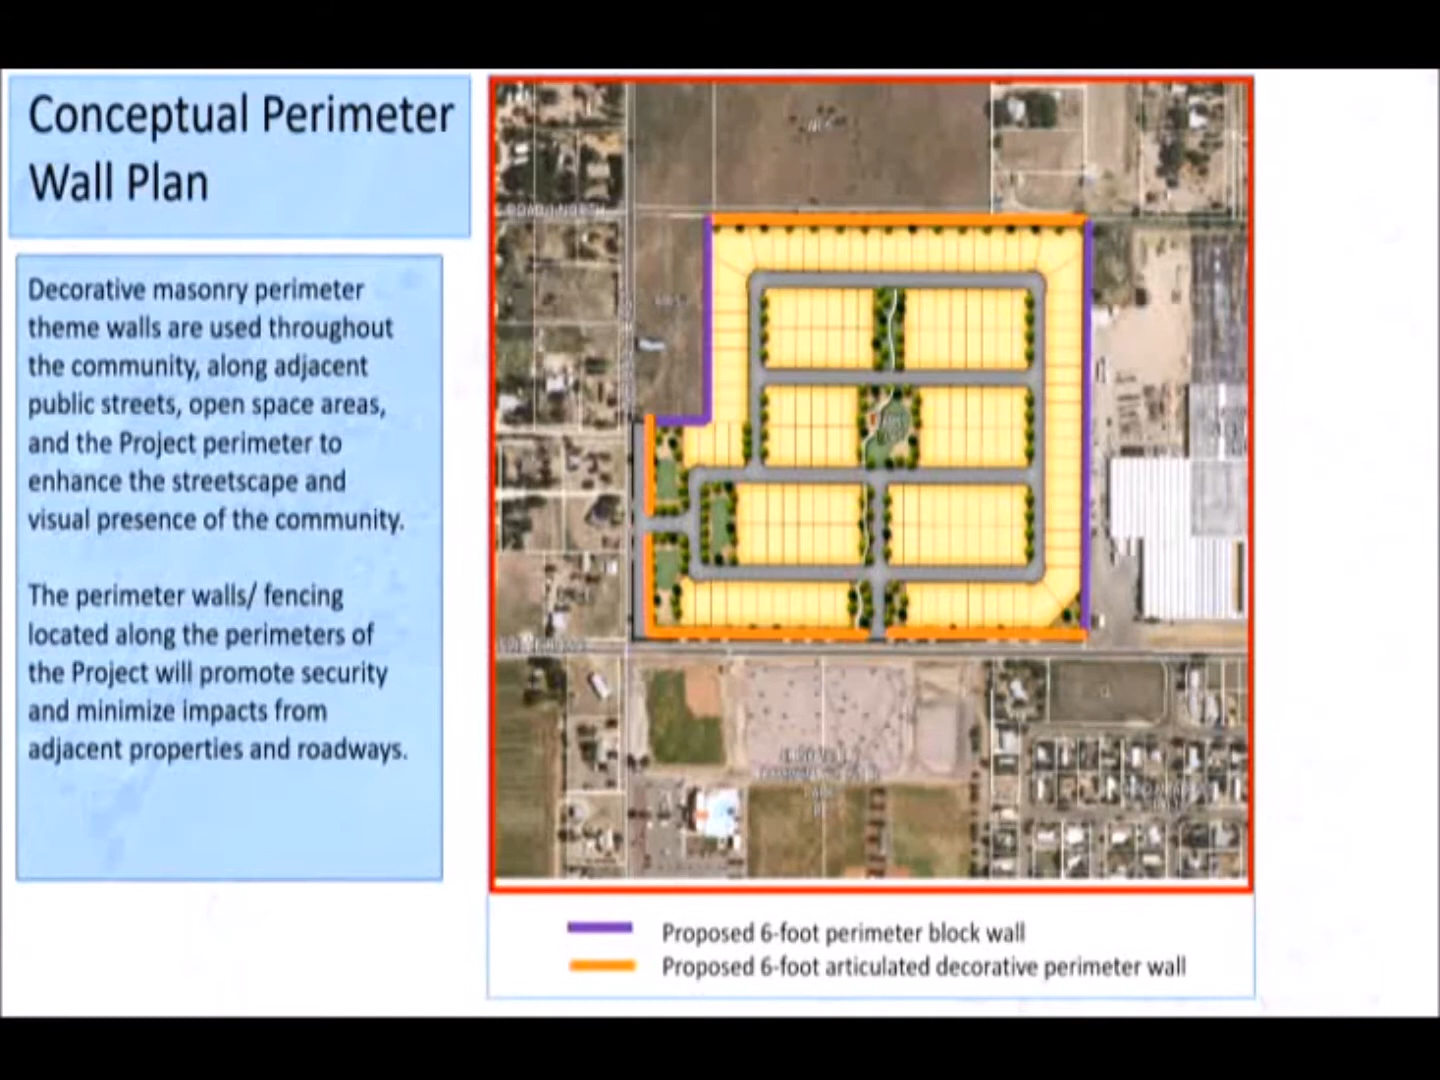 Conceptual Perimeter
Wall Plan
Decorative masonry perimeter
theme walls are used throughout
the community, along adjacent
public streets, open space areas,
and the Project perimeter to
enhance the streetscape and
visual presence of the community.
The perimeter walls/ fencing
located along the perimeters of
the Project will promote security
and minimize impacts from
adjacent properties and roadways.
E ROAD 1 NORTH
Proposed 6-foot perimeter block wall
Proposed 6-foot articulated decorative perimeter wall